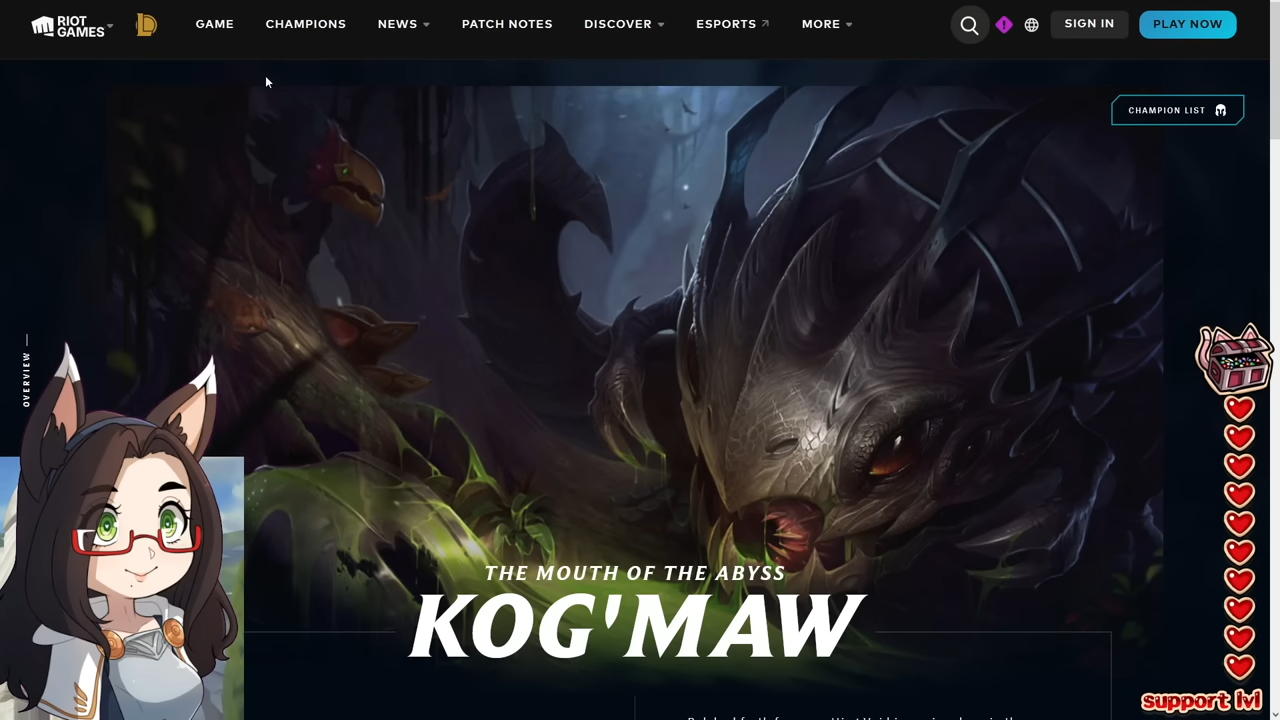 RIOT
GAMES
GAME
CHAMPIONS
NEWS
PATCH NOTES
DISCOVER
ESPORTS
MORE
SIGN IN
PLAY NOW
CHAMPION LIST
OVERVIEW
THE MOUTH OF THE ABYSS
KOG'MAW
support lvl